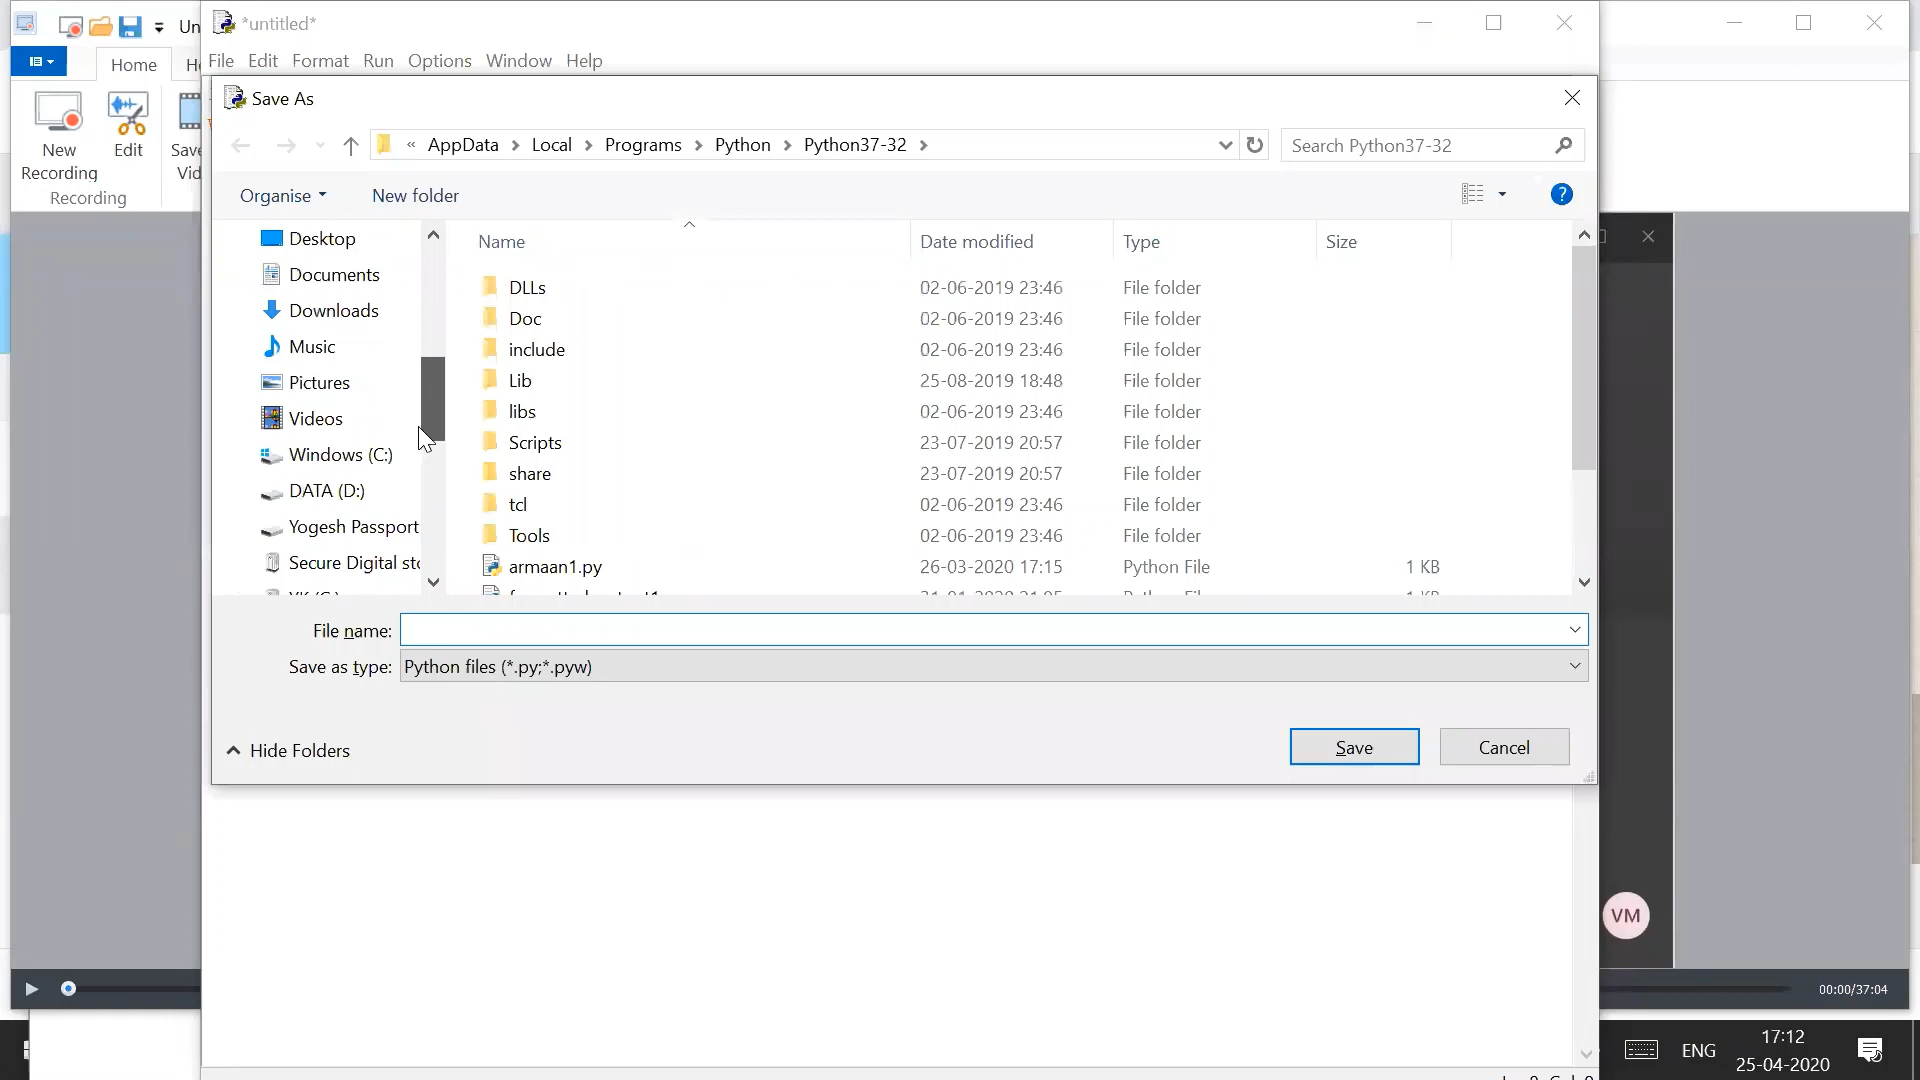 Un
*untitled*
Home
File Edit Format Run Options Window Help
Save As
New
Recording
Edit
Recording
« AppData > Local > Programs > Python > Python37-32 >
Search Python37-32
Organise
New folder
?
Desktop
Documents
Downloads
Music
Pictures
Videos
Windows (C:)
DATA (D:)
Yogesh Passport
Secure Digital sto
Name Date modified Type Size
DLLs 02-06-2019 23:46 File folder
Doc 02-06-2019 23:46 File folder
include 02-06-2019 23:46 File folder
Lib 25-08-2019 18:48 File folder
libs 02-06-2019 23:46 File folder
Scripts 23-07-2019 20:57 File folder
share 23-07-2019 20:57 File folder
tcl 02-06-2019 23:46 File folder
Tools 02-06-2019 23:46 File folder
armaan1.py 26-03-2020 17:15 Python File 1 KB
File name:
Save as type: Python files (*.py;*.pyw)
Hide Folders
Save
Cancel
VM
00:00/37:04
ENG
17:12
25-04-2020